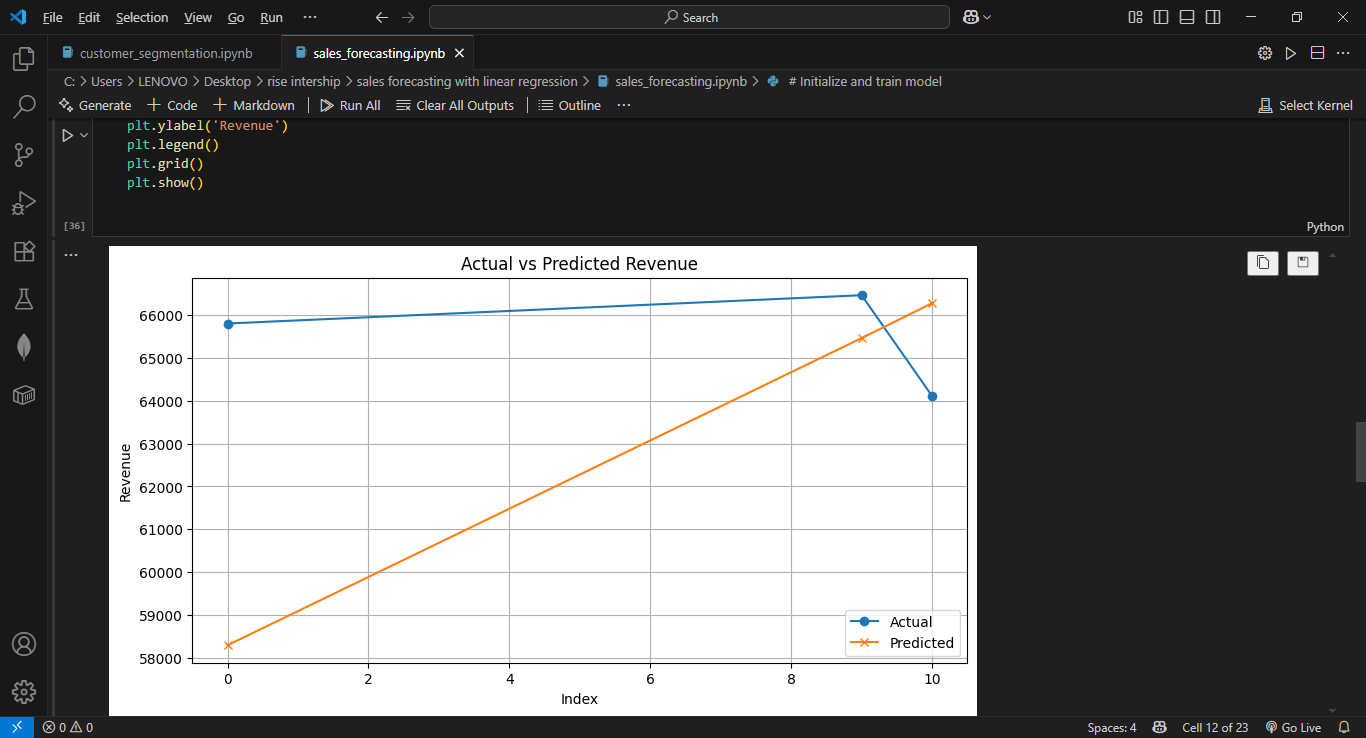 File Edit Selection View Go Run ··· Search
customer_segmentation.ipynb sales_forecasting.ipynb
C: > Users > LENOVO > Desktop > rise intership > sales forecasting with linear regression > sales_forecasting.ipynb > # Initialize and train model
Generate + Code + Markdown Run All Clear All Outputs Outline ··· Select Kernel
plt.ylabel('Revenue')
plt.legend()
plt.grid()
plt.show()
[36] Python
Actual vs Predicted Revenue
66000
65000
64000
63000
62000
61000
60000
59000
58000
Revenue
0 2 4 6 8 10
Index
Actual
Predicted
0 0 Spaces: 4 Cell 12 of 23 Go Live